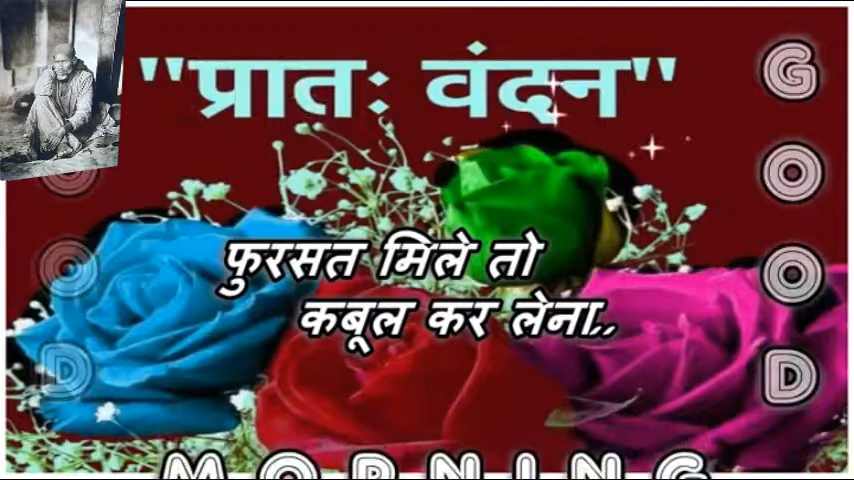 "प्रातः वंदन"
फुरसत मिले तो
कबूल कर लेना..
GOOD
GOOD
MORNING